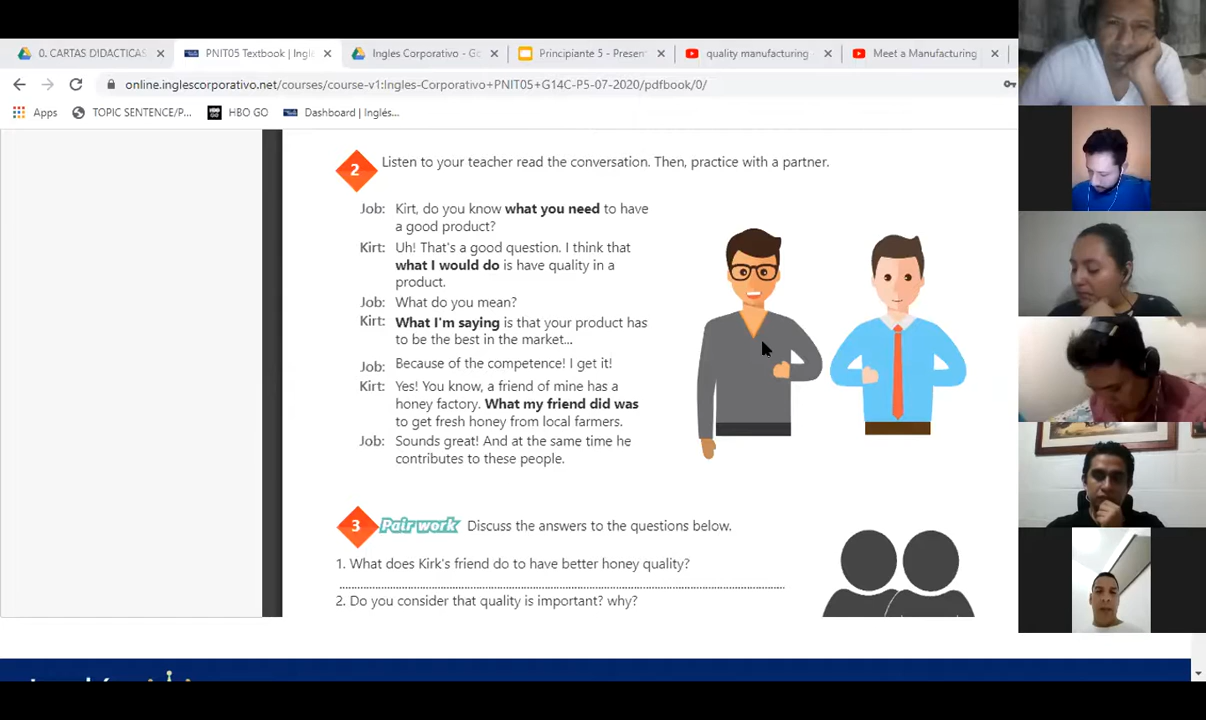 0. CARTAS DIDACTICAS
PNIT05 Textbook | Ingl
Ingles Corporativo - Go
Principiante 5 - Present
quality manufacturing
Meet a Manufacturing
online.inglescorporativo.net/courses/course-v1:Ingles-Corporativo+PNIT05+G14C-P5-07-2020/pdfbook/0/
Apps
TOPIC SENTENCE/P...
HBO GO
Dashboard | Inglés...
2
Listen to your teacher read the conversation. Then, practice with a partner.
Job: Kirt, do you know what you need to have
a good product?
Kirt: Uh! That's a good question. I think that
what I would do is have quality in a
product.
Job: What do you mean?
Kirt: What I'm saying is that your product has
to be the best in the market...
Job: Because of the competence! I get it!
Kirt: Yes! You know, a friend of mine has a
honey factory. What my friend did was
to get fresh honey from local farmers.
Job: Sounds great! And at the same time he
contributes to these people.
3
Pair work Discuss the answers to the questions below.
1. What does Kirk's friend do to have better honey quality?
2. Do you consider that quality is important? why?